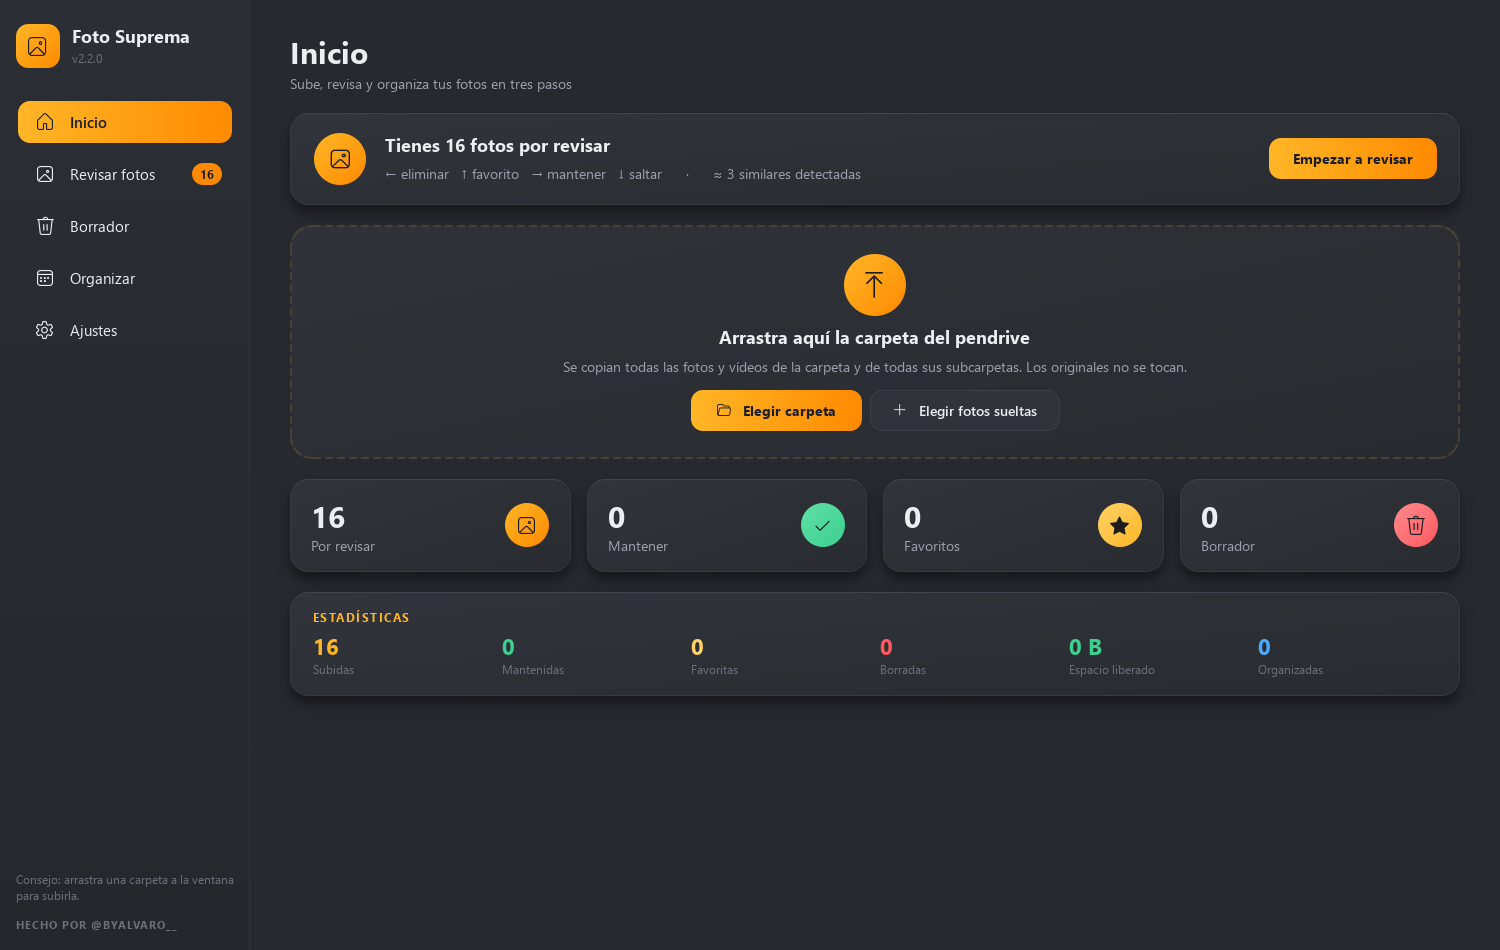 Foto Suprema
v2.2.0
Inicio
Revisar fotos 16
Borrador
Organizar
Ajustes
Consejo: arrastra una carpeta a la ventana
para subirla.
HECHO POR @BYALVARO__
Inicio
Sube, revisa y organiza tus fotos en tres pasos
Tienes 16 fotos por revisar
← eliminar ↑ favorito → mantener ↓ saltar · ≈ 3 similares detectadas
Empezar a revisar
Arrastra aquí la carpeta del pendrive
Se copian todas las fotos y vídeos de la carpeta y de todas sus subcarpetas. Los originales no se tocan.
Elegir carpeta
Elegir fotos sueltas
16
Por revisar
0
Mantener
0
Favoritos
0
Borrador
ESTADÍSTICAS
16
Subidas
0
Mantenidas
0
Favoritas
0
Borradas
0 B
Espacio liberado
0
Organizadas